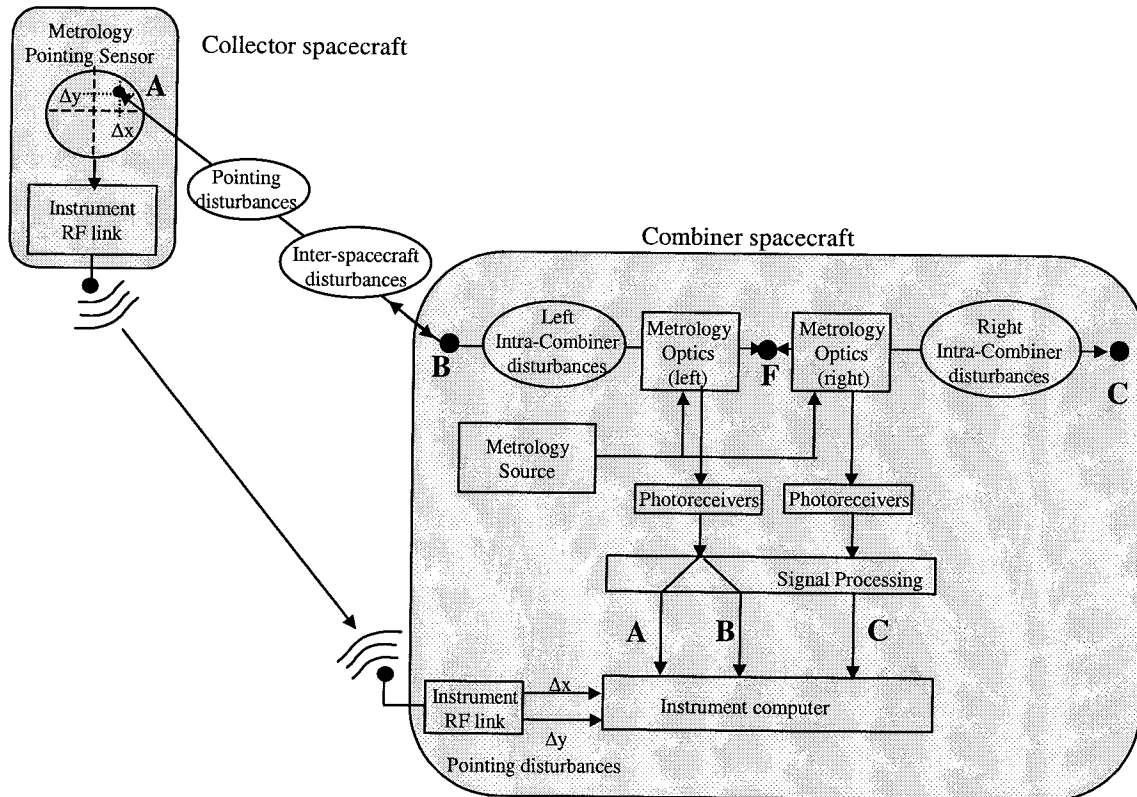 Metrology
Pointing Sensor
Collector spacecraft
A
Δy
Δx
Instrument
RF link
Pointing
disturbances
Inter-spacecraft
disturbances
Combiner spacecraft
B
Left
Intra-Combiner
disturbances
Metrology
Optics
(left)
F
Metrology
Optics
(right)
Right
Intra-Combiner
disturbances
C
Metrology
Source
Photoreceivers
Photoreceivers
Signal Processing
A
B
C
Instrument
RF link
Δx
Δy
Instrument computer
Pointing disturbances